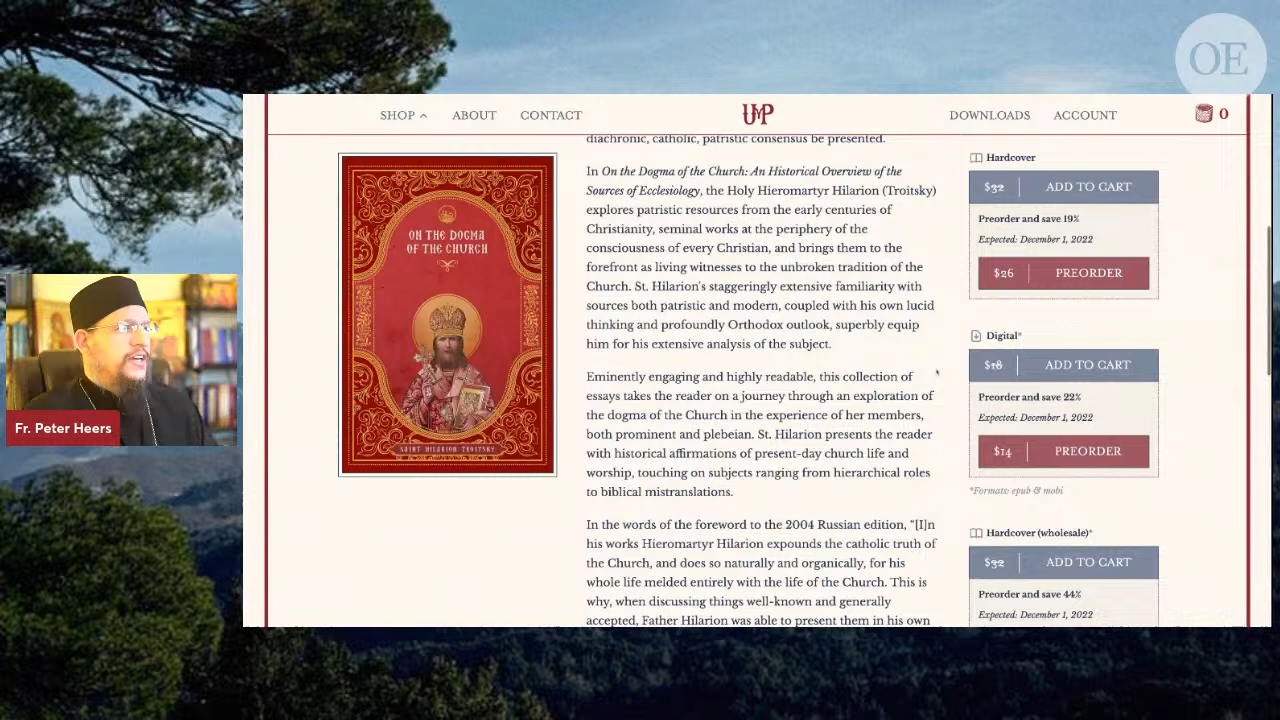 OE
SHOP
ABOUT
CONTACT
UMP
DOWNLOADS
ACCOUNT
0
ON THE DOGMA
OF THE CHURCH
SAINT HILARION TROITSKY
diachronic, catholic, patristic consensus be presented.
In On the Dogma of the Church: An Historical Overview of the
Sources of Ecclesiology, the Holy Hieromartyr Hilarion (Troitsky)
explores patristic resources from the early centuries of
Christianity, seminal works at the periphery of the
consciousness of every Christian, and brings them to the
forefront as living witnesses to the unbroken tradition of the
Church. St. Hilarion's staggeringly extensive familiarity with
sources both patristic and modern, coupled with his own lucid
thinking and profoundly Orthodox outlook, superbly equip
him for his extensive analysis of the subject.
Eminently engaging and highly readable, this collection of
essays takes the reader on a journey through an exploration of
the dogma of the Church in the experience of her members,
both prominent and plebeian. St. Hilarion presents the reader
with historical affirmations of present-day church life and
worship, touching on subjects ranging from hierarchical roles
to biblical mistranslations.
In the words of the foreword to the 2004 Russian edition, “[I]n
his works Hieromartyr Hilarion expounds the catholic truth of
the Church, and does so naturally and organically, for his
whole life melded entirely with the life of the Church. This is
why, when discussing things well-known and generally
accepted, Father Hilarion was able to present them in his own
Hardcover
$32 ADD TO CART
Preorder and save 19%
Expected: December 1, 2022
$26 PREORDER
Digital*
$18 ADD TO CART
Preorder and save 22%
Expected: December 1, 2022
$14 PREORDER
*Formats: epub & mobi
Hardcover (wholesale)*
$32 ADD TO CART
Preorder and save 44%
Expected: December 1, 2022
Fr. Peter Heers